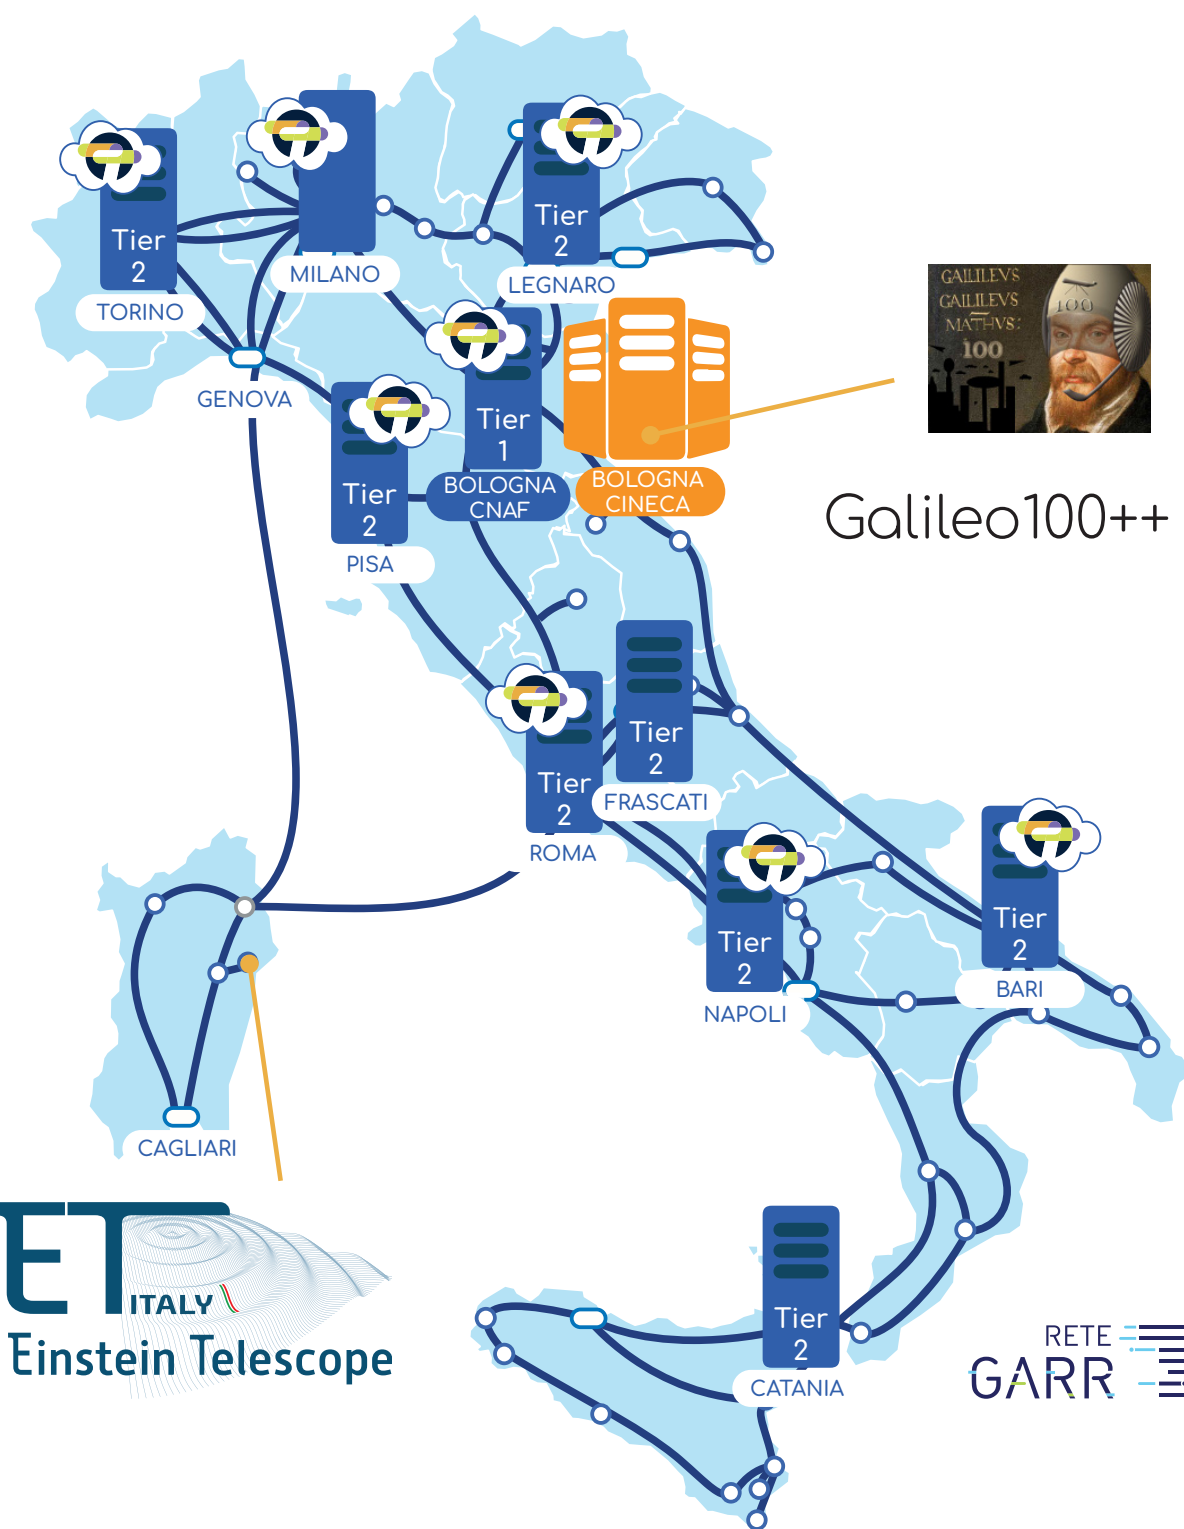 Tier
2
TORINO
MILANO
Tier
2
LEGNARO
GENOVA
Tier
1
BOLOGNA
CNAF
BOLOGNA
CINECA
GALILEVS
GALILEVS
MATHVS:
100
100
Galileo100++
Tier
2
PISA
Tier
2
ROMA
Tier
2
FRASCATI
Tier
2
NAPOLI
Tier
2
BARI
CAGLIARI
ET
ITALY
Einstein Telescope
Tier
2
CATANIA
RETE
GARR